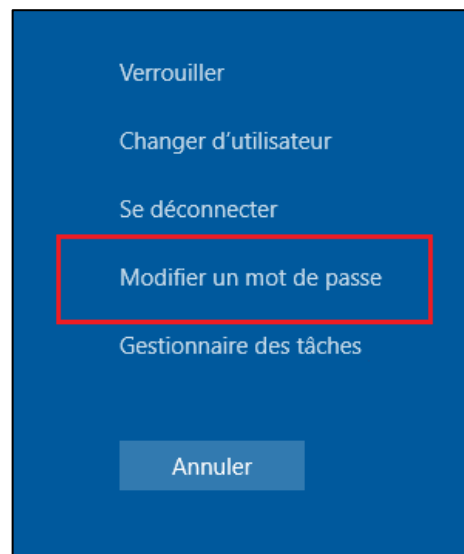 Verrouiller
Changer d’utilisateur
Se déconnecter
Modifier un mot de passe
Gestionnaire des tâches
Annuler